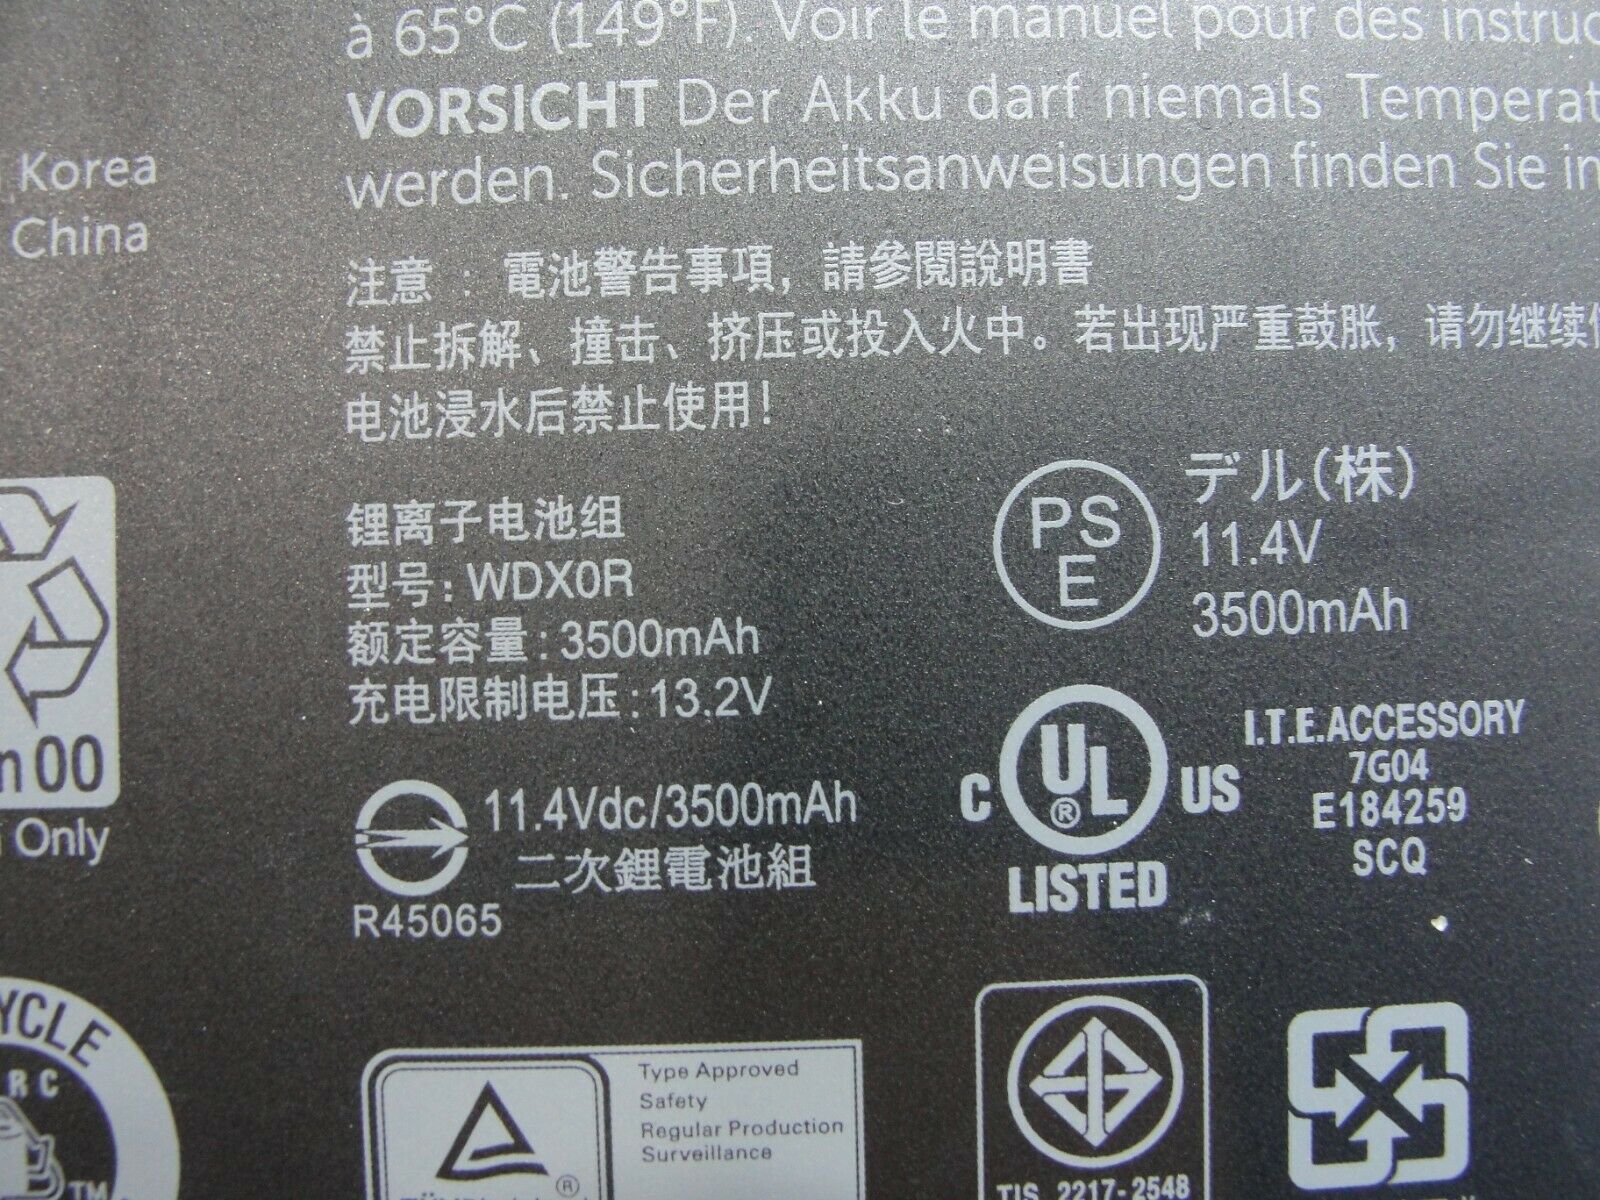 à 65°C (149°F). Voir le manuel pour des
VORSICHT Der Akku darf niemals
werden. Sicherheitsanweisungen finden Sie
Korea
China
注意 : 電池警告事項, 請參閱說明書
禁止拆解、撞击、挤压或投入火中。若出现严重鼓胀, 请勿继续
电池浸水后禁止使用!
锂离子电池组
型号: WDX0R
额定容量: 3500mAh
充电限制电压: 13.2V
PS
E
デル(株)
11.4V
3500mAh
11.4Vdc/3500mAh
二次鋰電池組
R45065
C UL ® US
LISTED
I.T.E. ACCESSORY
7G04
E184259
SCQ
00
Only
R C
TM
Type Approved
Safety
Regular Production
Surveillance
®
TIS 2217-2548